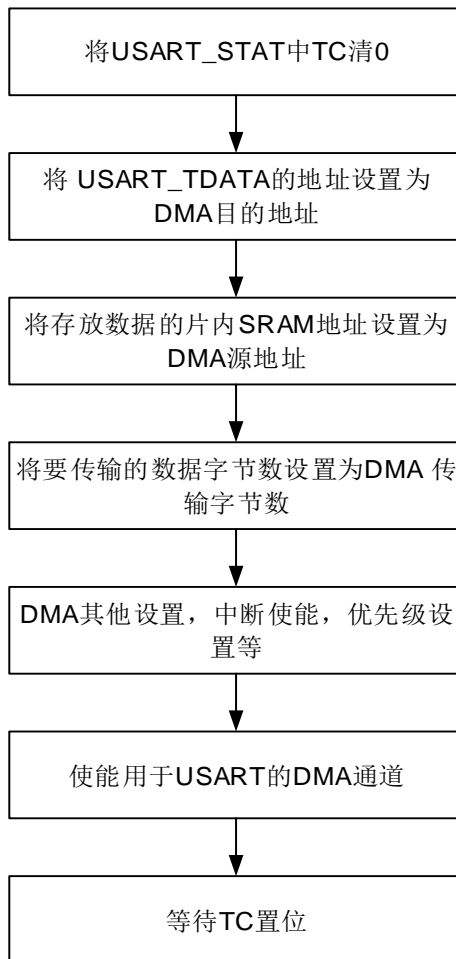 将USART_STAT中TC清0
将 USART_TDATA的地址设置为
DMA目的地址
将存放数据的片内SRAM地址设置为
DMA源地址
将要传输的数据字节数设置为DMA 传
输字节数
DMA其他设置，中断使能，优先级设
置等
使能用于USART的DMA通道
等待TC置位